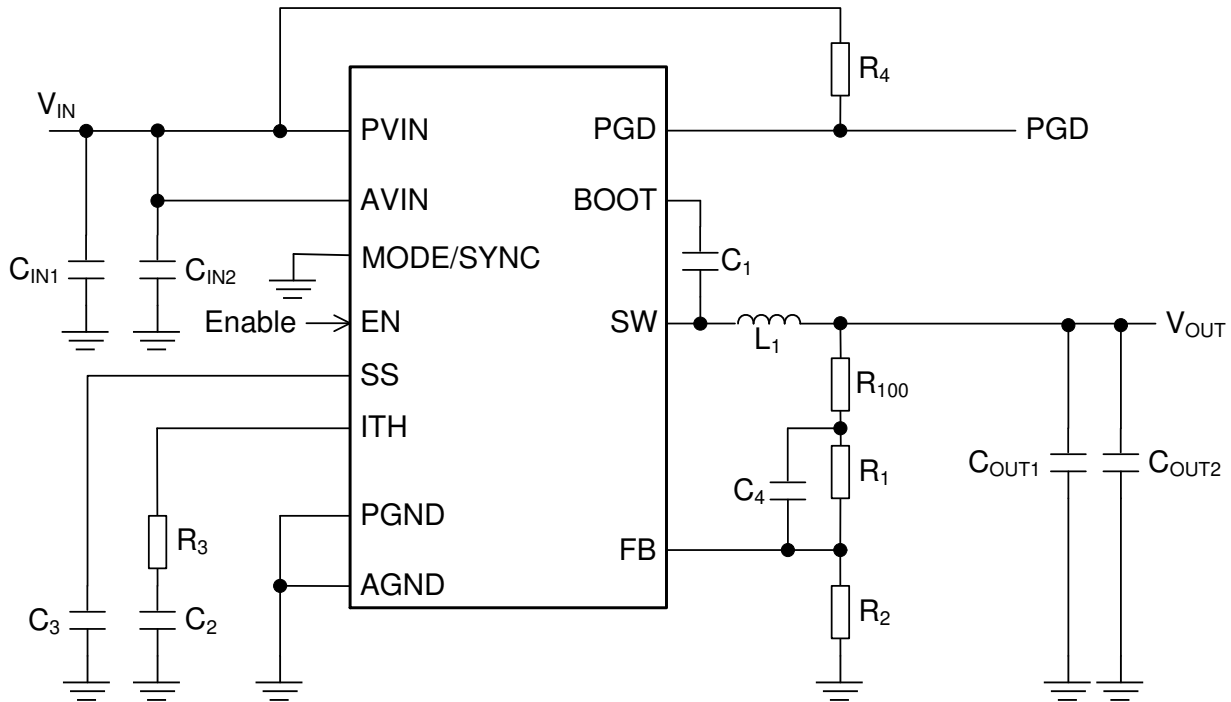 R4
VIN
PVIN
PGD
PGD
AVIN
BOOT
CIN1
CIN2
MODE/SYNC
C1
Enable
EN
SW
L1
VOUT
SS
R100
ITH
C4
R1
COUT1
COUT2
R3
PGND
FB
AGND
C3
C2
R2